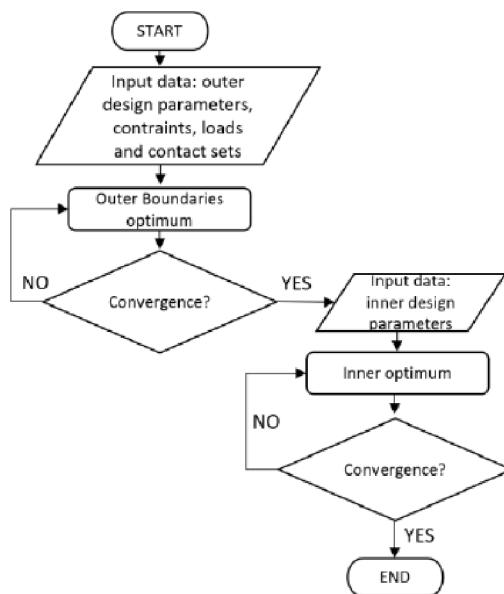 START
Input data: outer
design parameters,
contraints, loads
and contact sets
Outer Boundaries
optimum
NO
Convergence?
YES
Input data:
inner design
parameters
Inner optimum
NO
Convergence?
YES
END